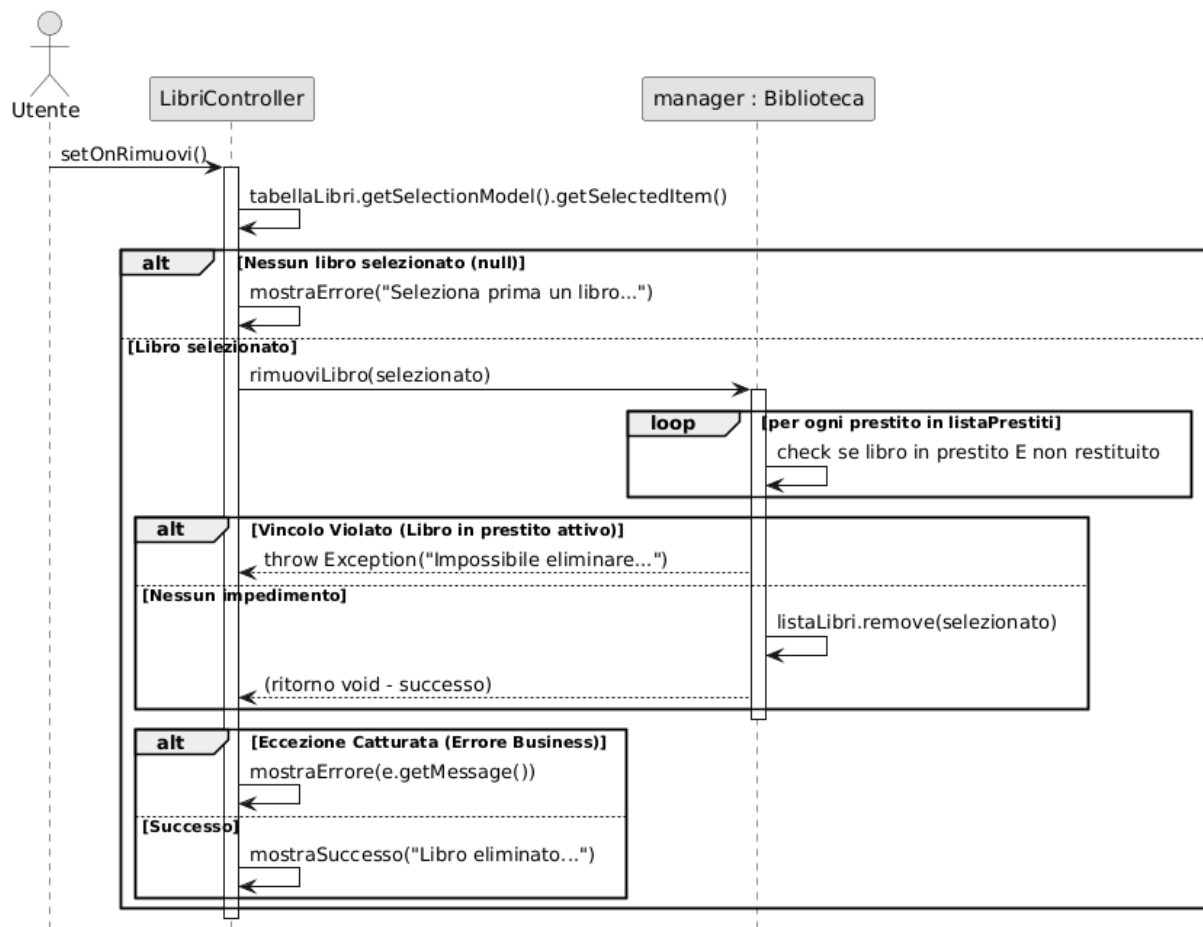 Utente
LibriController
manager : Biblioteca
setOnRimuovi()
tabellaLibri.getSelectionModel().getSelectedItem()
alt
[Nessun libro selezionato (null)]
mostraErrore("Seleziona prima un libro...")
[Libro selezionato]
rimuoviLibro(selezionato)
loop
[per ogni prestito in listaPrestiti]
check se libro in prestito E non restituito
alt
[Vincolo Violato (Libro in prestito attivo)]
throw Exception("Impossibile eliminare...")
[Nessun impedimento]
listaLibri.remove(selezionato)
(ritorno void - successo)
alt
[Eccezione Catturata (Errore Business)]
mostraErrore(e.getMessage())
[Successo]
mostraSuccesso("Libro eliminato...")